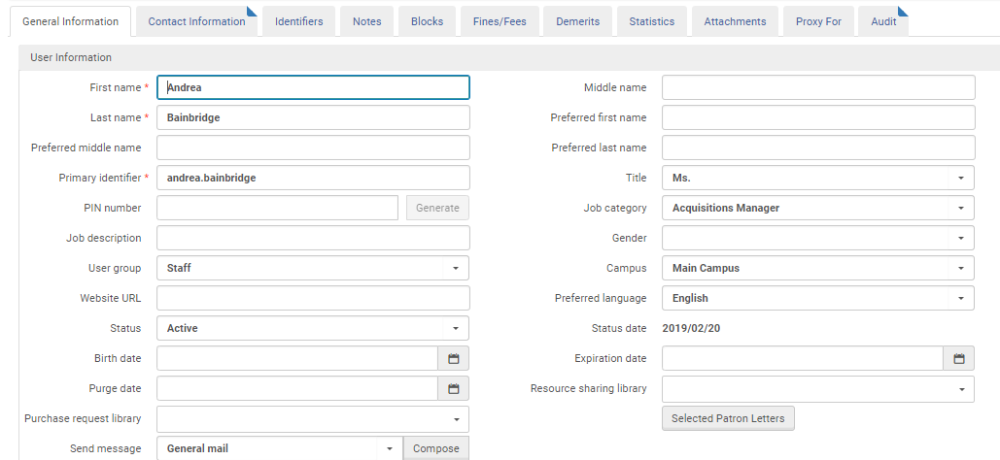 General Information Contact Information Identifiers Notes Blocks Fines/Fees Demerits Statistics Attachments Proxy For Audit
User Information
First name * Andrea Middle name
Last name * Bainbridge Preferred first name
Preferred middle name Preferred last name
Primary identifier * andrea.bainbridge Title Ms.
PIN number Generate Job category Acquisitions Manager
Job description Gender
User group Staff Campus Main Campus
Website URL Preferred language English
Status Active Status date 2019/02/20
Birth date Expiration date
Purge date Resource sharing library
Purchase request library Selected Patron Letters
Send message General mail Compose